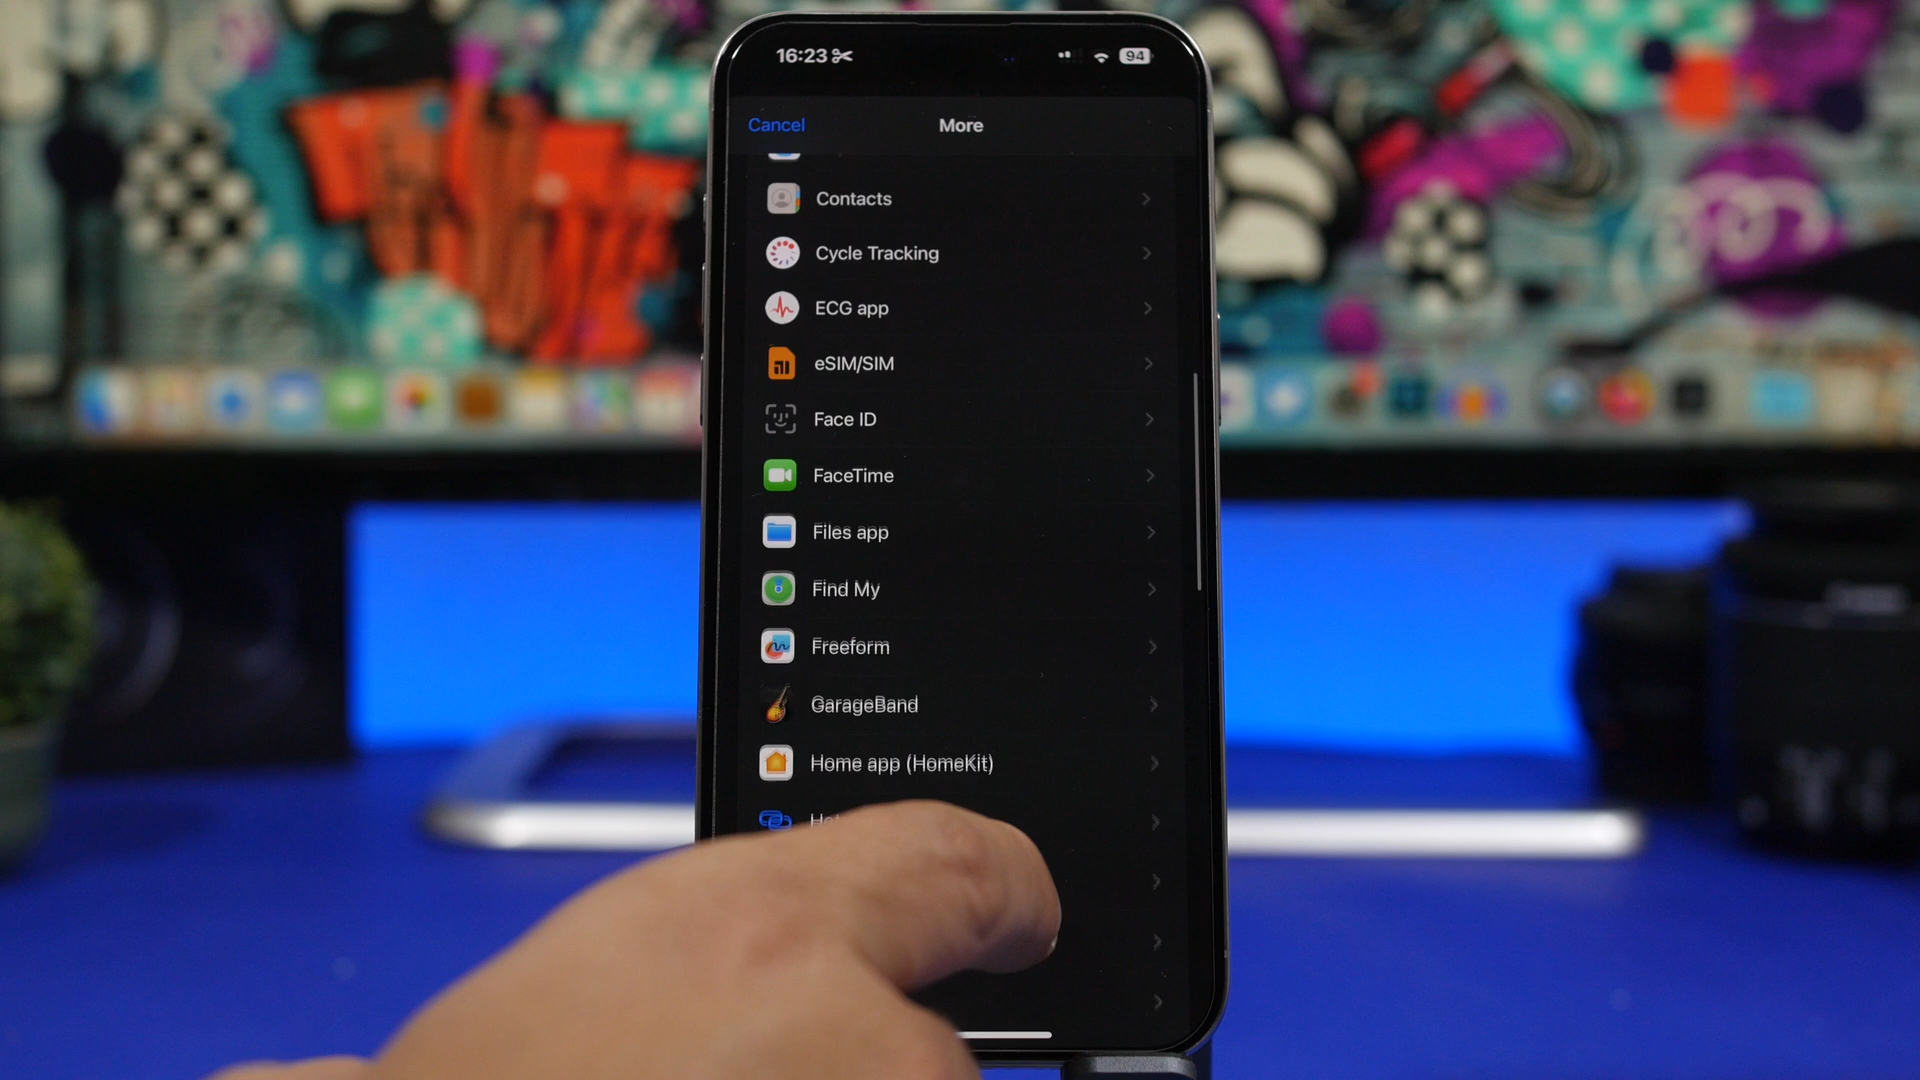 16:23
94
Cancel
More
Contacts
Cycle Tracking
ECG app
eSIM/SIM
Face ID
FaceTime
Files app
Find My
Freeform
GarageBand
Home app (HomeKit)